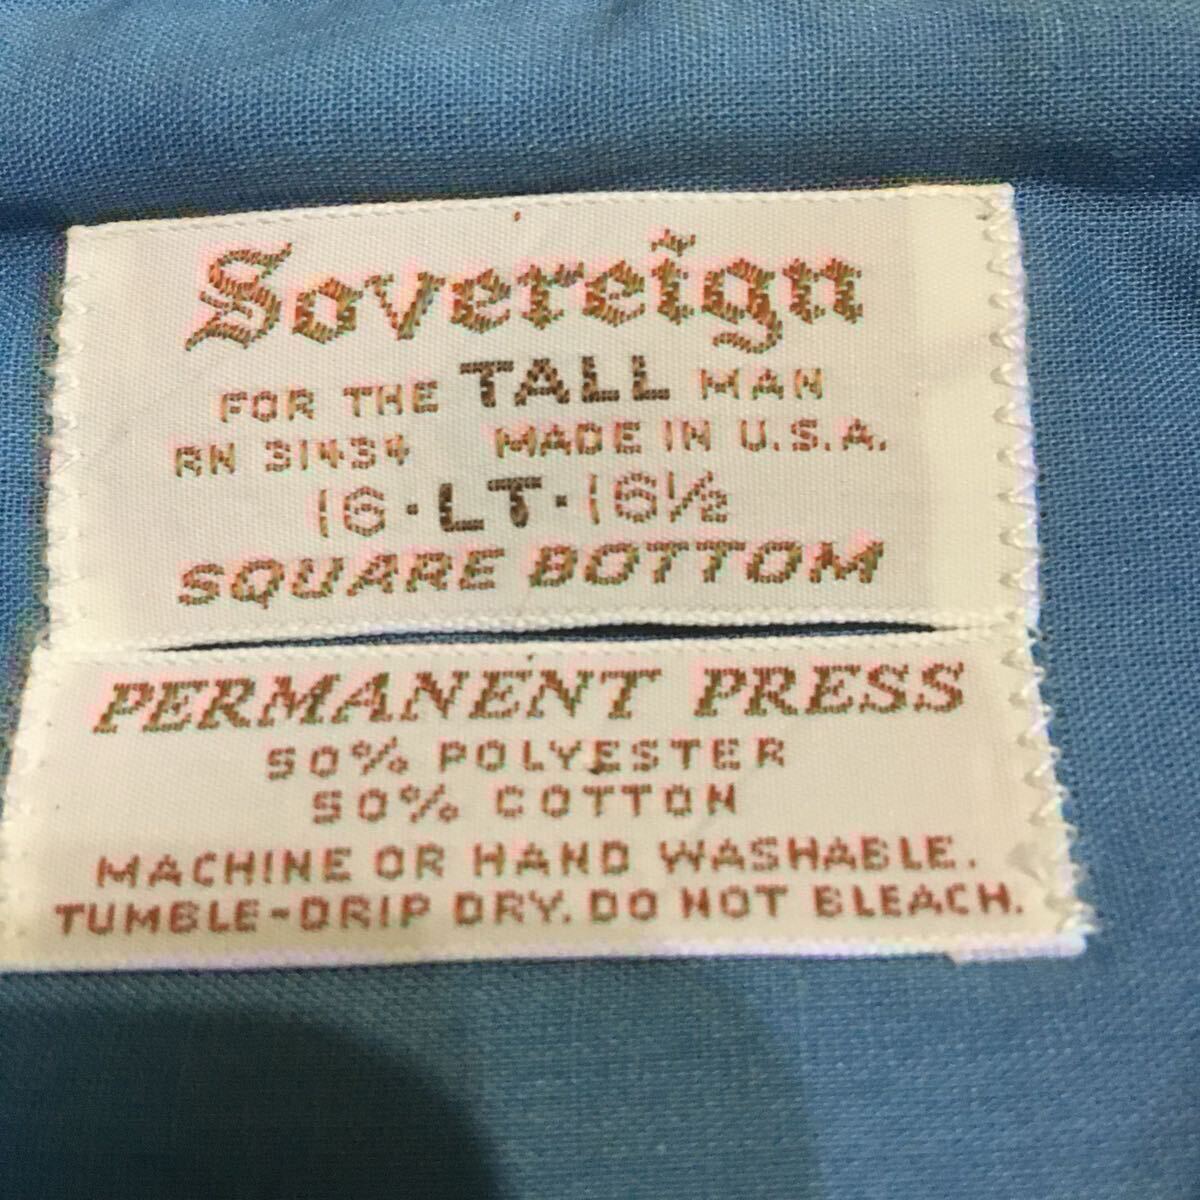 Sovereign
FOR THE TALL MAN
RN 31434 MADE IN U.S.A.
16·LT·16½
SQUARE BOTTOM
PERMANENT PRESS
50% POLYESTER
50% COTTON
MACHINE OR HAND WASHABLE.
TUMBLE-DRIP DRY. DO NOT BLEACH.